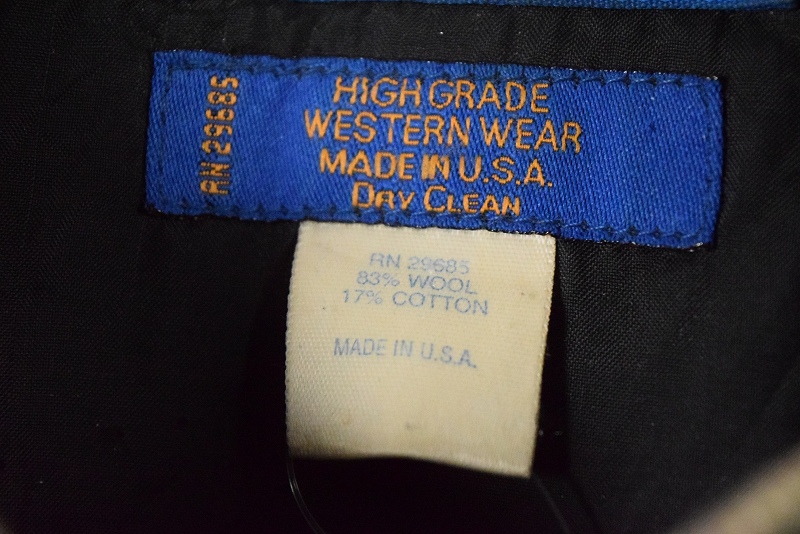 RN 29685
HIGH GRADE
WESTERN WEAR
MADE IN U.S.A.
DRY CLEAN
RN 29685
83% WOOL
17% COTTON
MADE IN U.S.A.